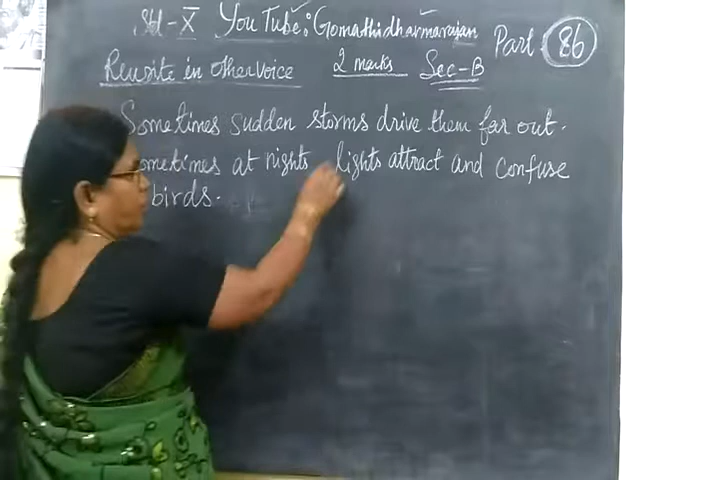 Std - X YouTube: Gomathidharmarajan Part: 86
Rewrite in other voice 2 marks Sec-B
Sometimes sudden storms drive them far out.
ometimes at nights lights attract and confuse
birds.